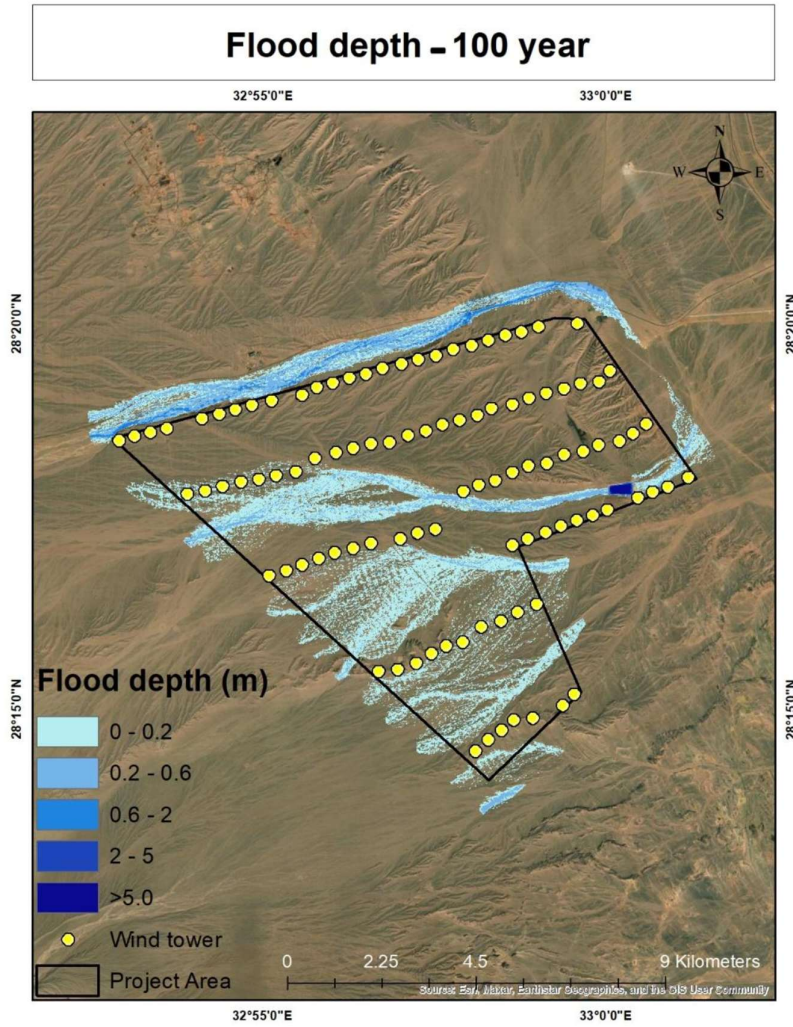 Flood depth - 100 year
32°55'0"E
33°0'0"E
N
W
E
S
28°20'0"N
28°20'0"N
28°15'0"N
28°15'0"N
Flood depth (m)
0 - 0.2
0.2 - 0.6
0.6 - 2
2 - 5
>5.0
Wind tower
Project Area
0
2.25
4.5
9 Kilometers
Source: Esri, Maxar, Earthstar Geographics, and the GIS User Community
32°55'0"E
33°0'0"E